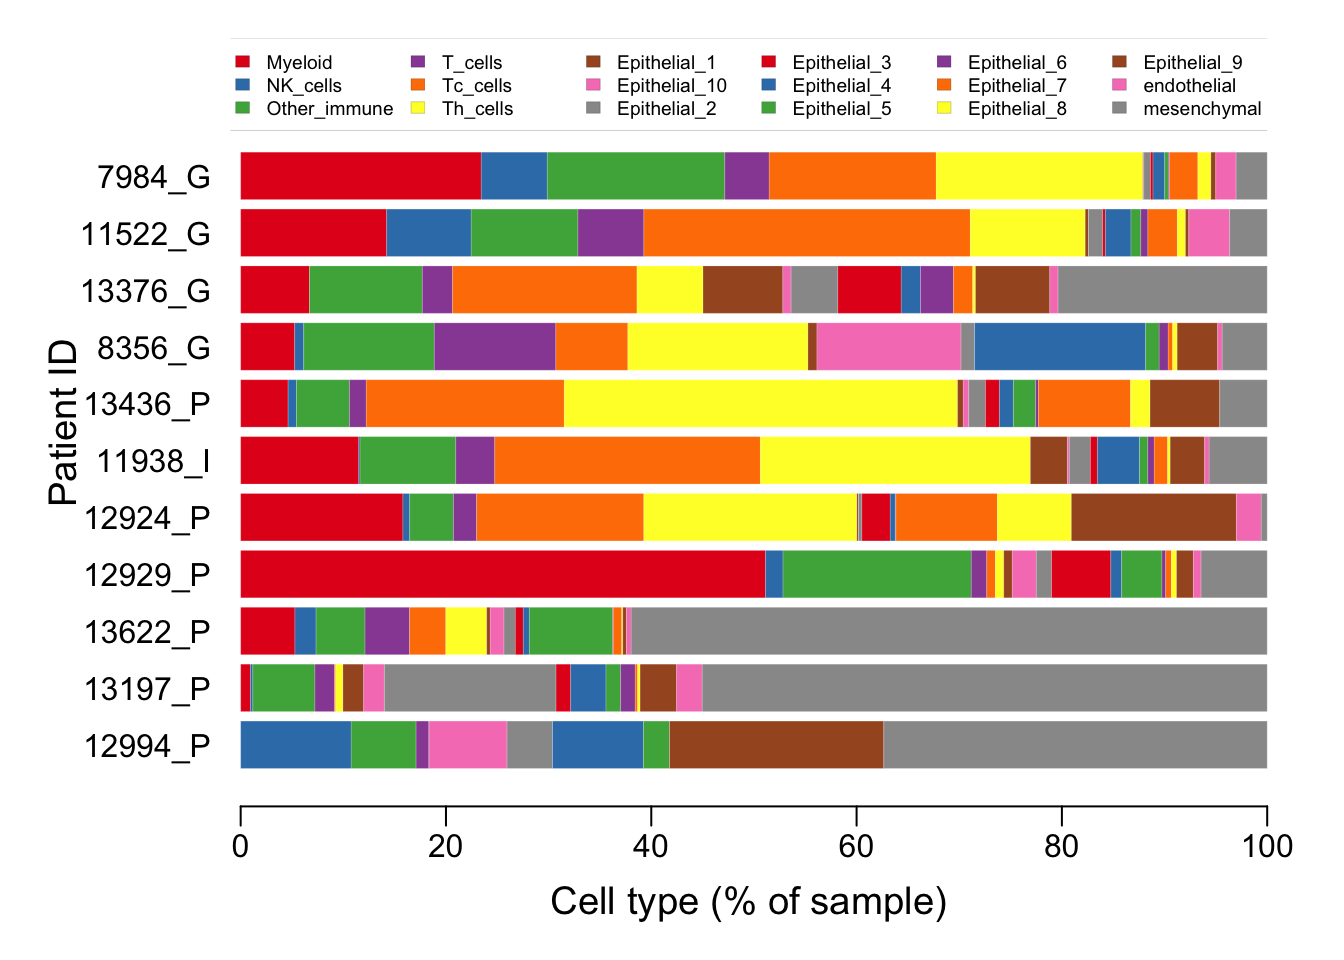 Myeloid T_cells Epithelial_1 Epithelial_3 Epithelial_6 Epithelial_9
NK_cells Tc_cells Epithelial_10 Epithelial_4 Epithelial_7 endothelial
Other_immune Th_cells Epithelial_2 Epithelial_5 Epithelial_8 mesenchymal
Patient ID
7984_G
11522_G
13376_G
8356_G
13436_P
11938_I
12924_P
12929_P
13622_P
13197_P
12994_P
0 20 40 60 80 100
Cell type (% of sample)